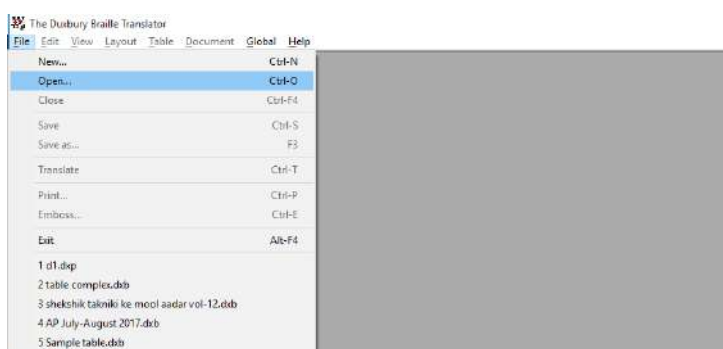 The Duxbury Braille Translator
File Edit View Layout Table Document Global Help
New... Ctrl-N
Open... Ctrl-O
Close Ctrl-F4
Save Ctrl-S
Save as... F3
Translate Ctrl-T
Print... Ctrl-P
Emboss... Ctrl-E
Exit Alt-F4
1 d1.dxp
2 table complex.dxb
3 shekshik takniki ke mool aadar vol-12.dxb
4 AP July-August 2017.dxb
5 Sample table.dxb